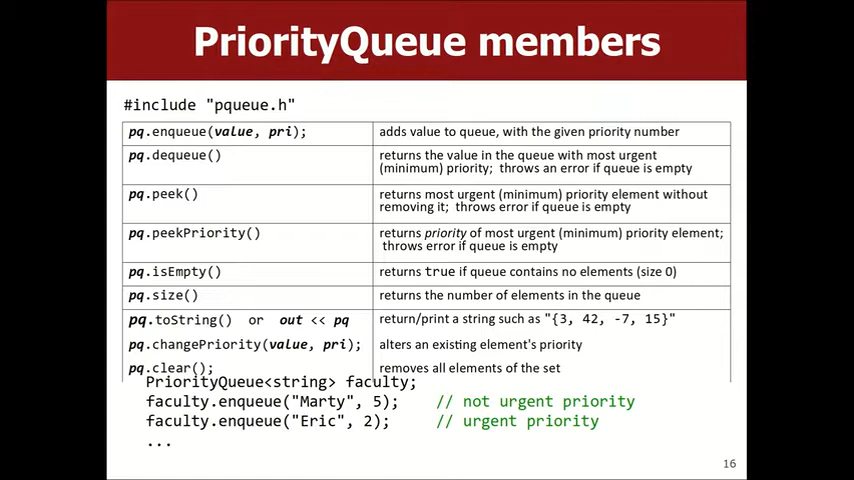 PriorityQueue members
#include "pqueue.h"
pq.enqueue(value, pri); adds value to queue, with the given priority number
pq.dequeue() returns the value in the queue with most urgent
(minimum) priority; throws an error if queue is empty
pq.peek() returns most urgent (minimum) priority element without
removing it; throws error if queue is empty
pq.peekPriority() returns priority of most urgent (minimum) priority element;
throws error if queue is empty
pq.isEmpty() returns true if queue contains no elements (size 0)
pq.size() returns the number of elements in the queue
pq.toString() or out << pq return/print a string such as "{3, 42, -7, 15}"
pq.changePriority(value, pri); alters an existing element's priority
pq.clear(); removes all elements of the set
PriorityQueue<string> faculty;
faculty.enqueue("Marty", 5); // not urgent priority
faculty.enqueue("Eric", 2); // urgent priority
...
16